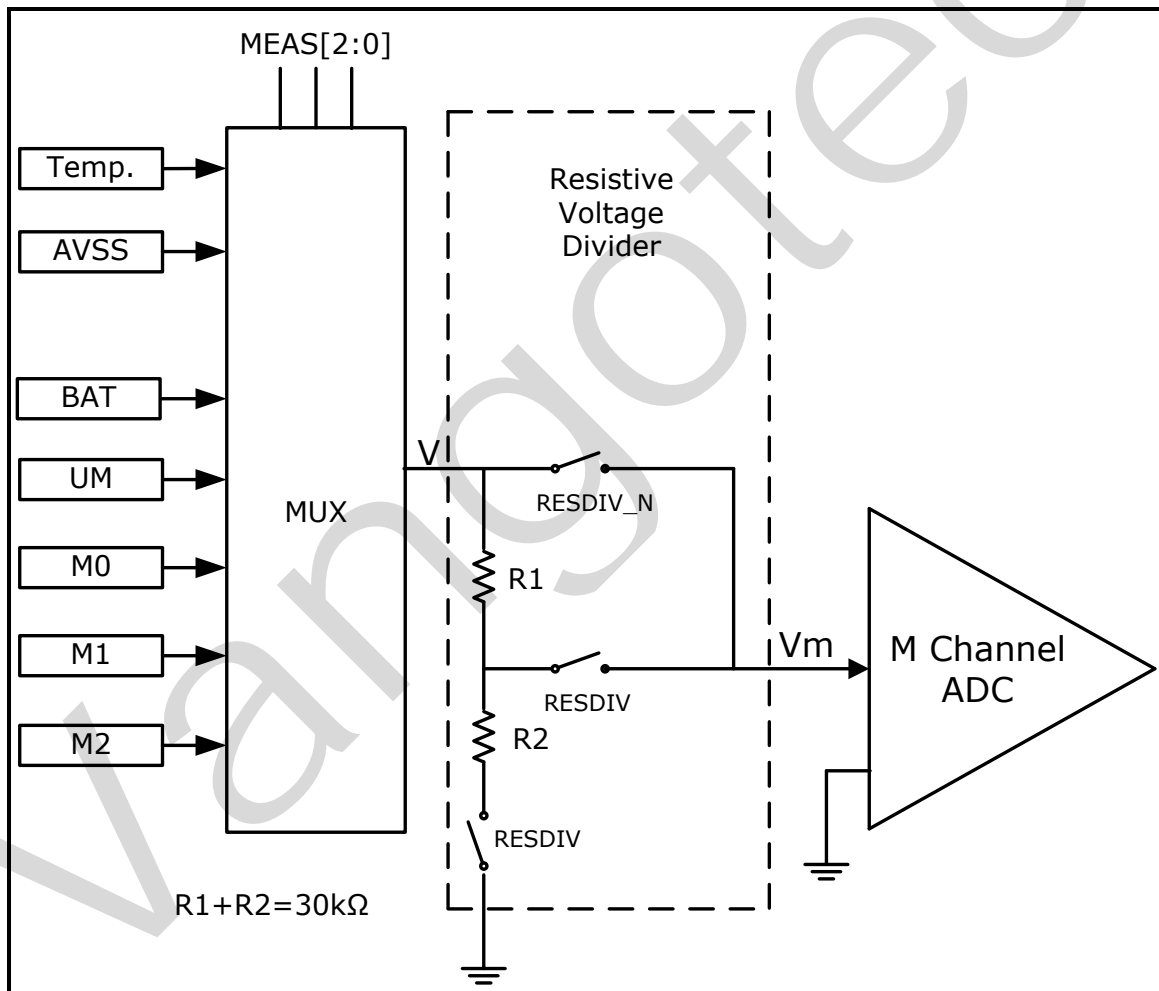 MEAS[2:0]
Temp.
AVSS
BAT
UM
M0
M1
M2
MUX
V
Resistive
Voltage
Divider
RESDIV_N
R1
RESDIV
R2
RESDIV
Vm
M Channel
ADC
R1+R2=30kΩ
Vangotec